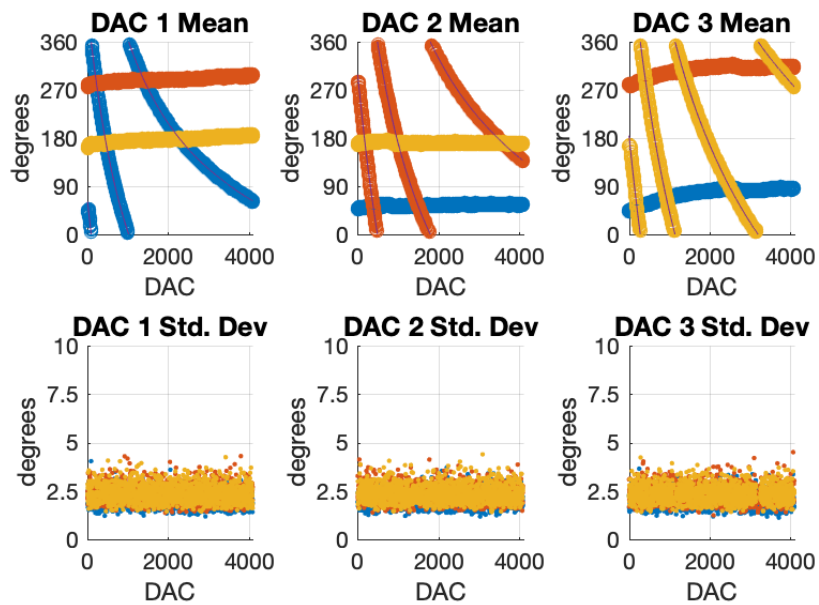 DAC 1 Mean
DAC 2 Mean
DAC 3 Mean
360
270
180
90
0
degrees
0 2000 4000
DAC
360
270
180
90
0
degrees
0 2000 4000
DAC
360
270
180
90
0
degrees
0 2000 4000
DAC
DAC 1 Std. Dev
DAC 2 Std. Dev
DAC 3 Std. Dev
10
7.5
5
2.5
0
degrees
0 2000 4000
DAC
10
7.5
5
2.5
0
degrees
0 2000 4000
DAC
10
7.5
5
2.5
0
degrees
0 2000 4000
DAC